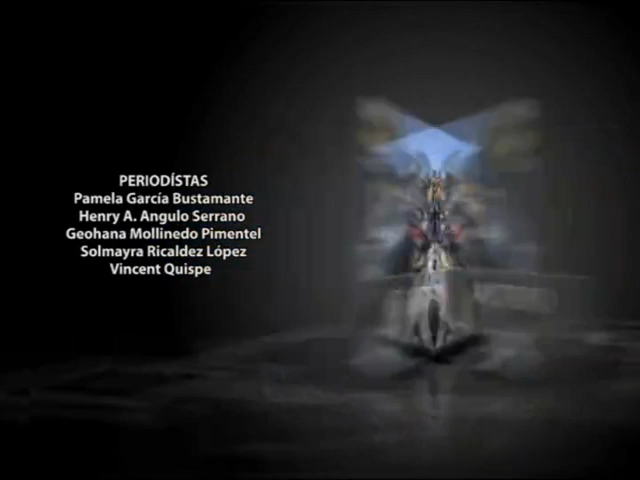 PERIODÍSTAS
Pamela García Bustamante
Henry A. Angulo Serrano
Geohana Mollinedo Pimentel
Solmayra Ricaldez López
Vincent Quispe